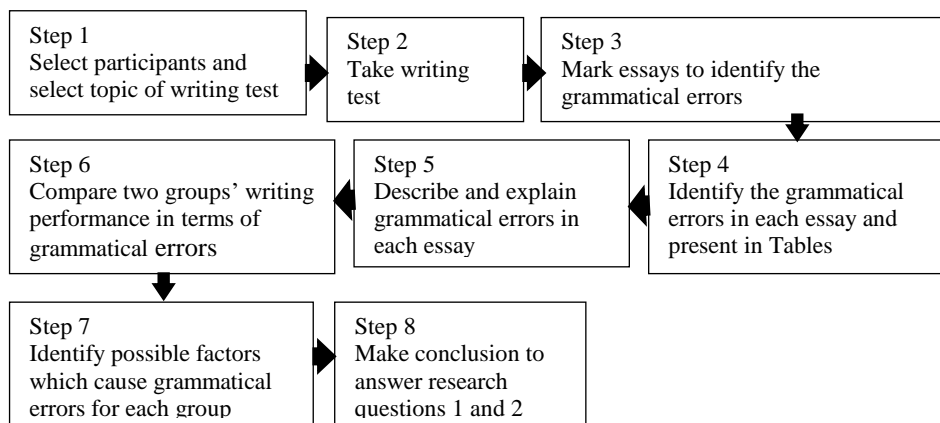 Step 1
Select participants and
select topic of writing test
Step 2
Take writing
test
Step 3
Mark essays to identify the
grammatical errors
Step 4
Identify the grammatical
errors in each essay and
present in Tables
Step 5
Describe and explain
grammatical errors in
each essay
Step 6
Compare two groups’ writing
performance in terms of
grammatical errors
Step 7
Identify possible factors
which cause grammatical
errors for each group
Step 8
Make conclusion to
answer research
questions 1 and 2